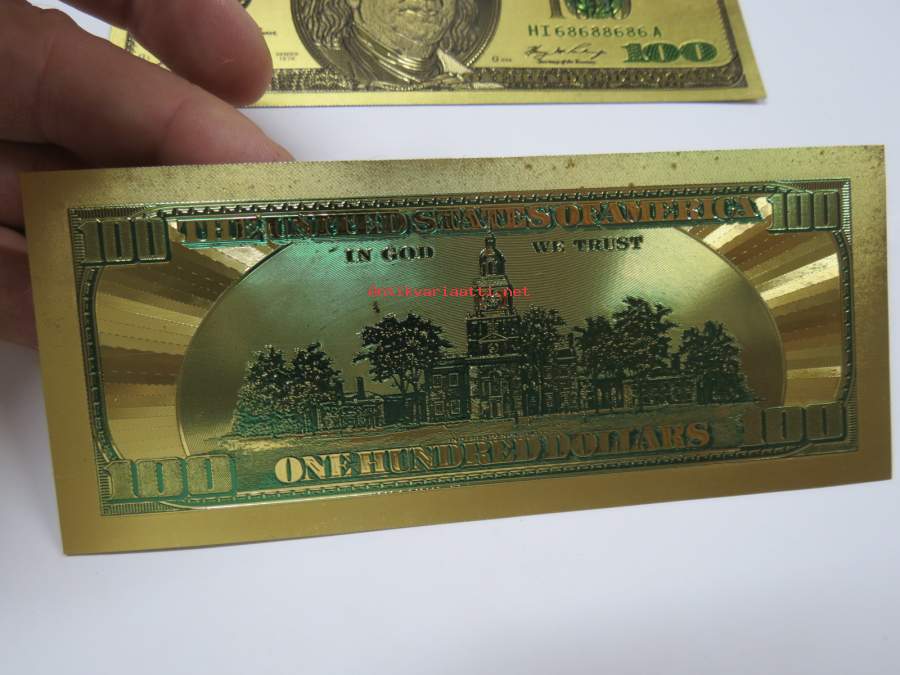 HI68688686A
SERIES
100
100
THE UNITED STATES OF AMERICA
100
IN GOD WE TRUST
antikvariaatti.net
100
ONE HUNDRED DOLLARS
100